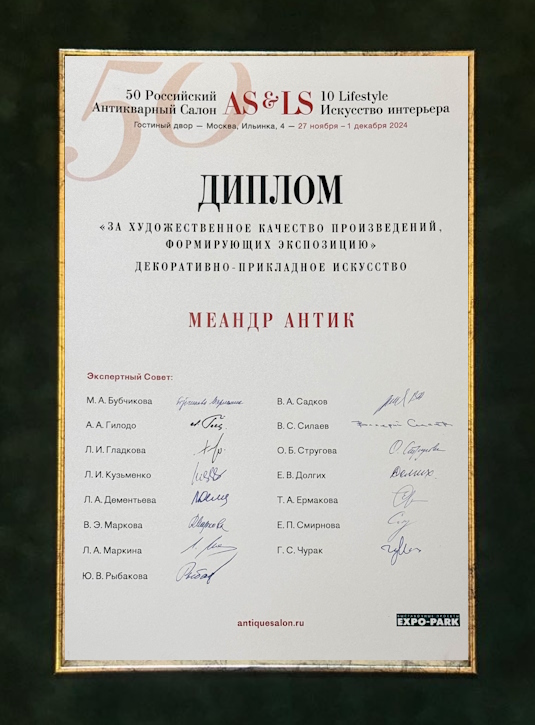 50
50 Российский Антикварный Салон
AS&LS
10 Lifestyle Искусство интерьера
Гостиный двор — Москва, Ильинка, 4 — 27 ноября – 1 декабря 2024
ДИПЛОМ
«ЗА ХУДОЖЕСТВЕННОЕ КАЧЕСТВО ПРОИЗВЕДЕНИЙ,
ФОРМИРУЮЩИХ ЭКСПОЗИЦИЮ»
ДЕКОРАТИВНО-ПРИКЛАДНОЕ ИСКУССТВО
МЕАНДР АНТИК
Экспертный Совет:
М. А. Бубчикова
А. А. Гилодо
Л. И. Гладкова
Л. И. Кузьменко
Л. А. Дементьева
В. Э. Маркова
Л. А. Маркина
Ю. В. Рыбакова
В. А. Садков
В. С. Силаев
О. Б. Стругова
Е. В. Долгих
Т. А. Ермакова
Е. П. Смирнова
Г. С. Чурак
antiquesalon.ru
ВЫСТАВОЧНЫЕ ПРОЕКТЫ
EXPO-PARK